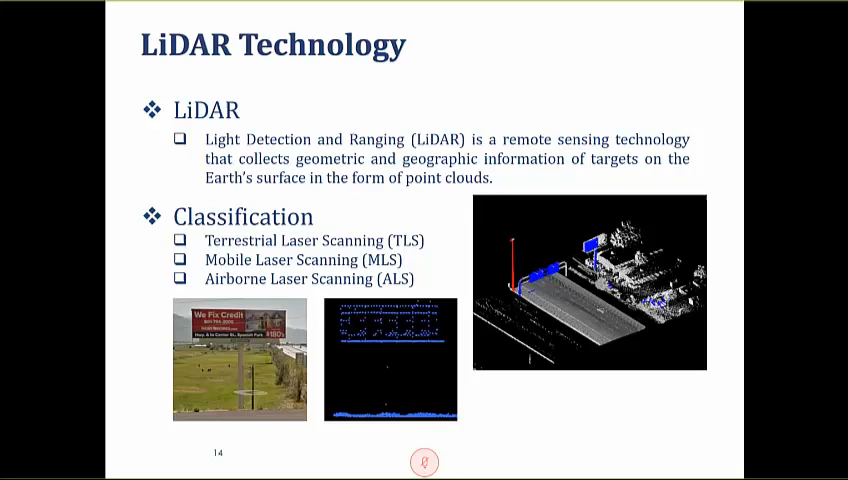 LiDAR Technology
LiDAR
Light Detection and Ranging (LiDAR) is a remote sensing technology
that collects geometric and geographic information of targets on the
Earth's surface in the form of point clouds.
Classification
Terrestrial Laser Scanning (TLS)
Mobile Laser Scanning (MLS)
Airborne Laser Scanning (ALS)
We Fix Credit
$180's
14